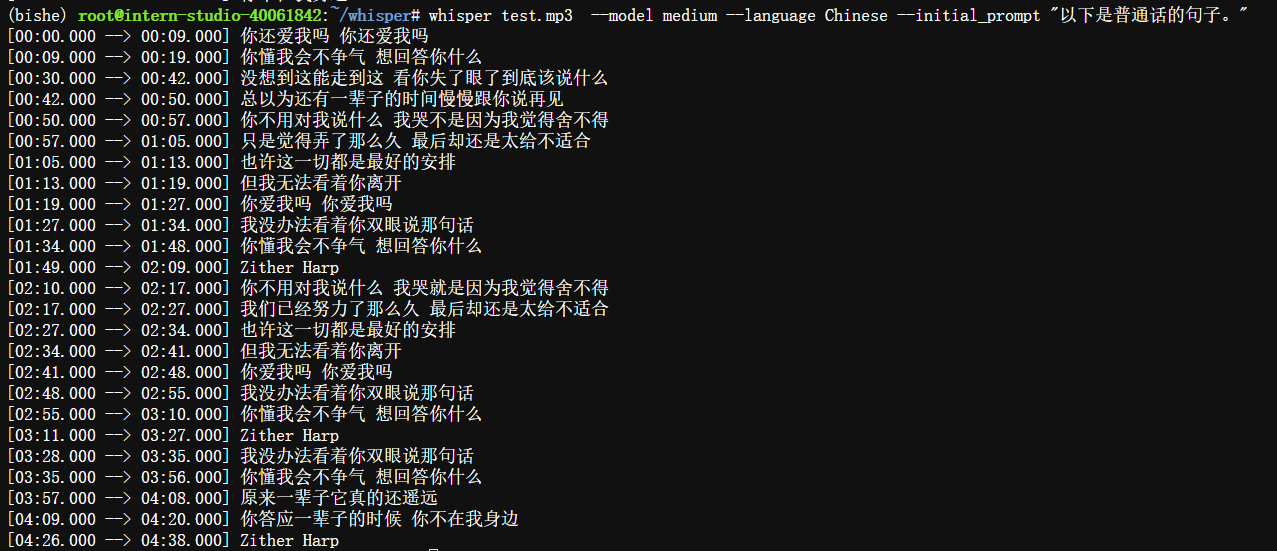 (bishe) root@intern-studio-40061842:~/whisper# whisper test.mp3  --model medium --language Chinese --initial_prompt "以下是普通话的句子。"
[00:00.000 --> 00:09.000] 你还爱我吗 你还爱我吗
[00:09.000 --> 00:19.000] 你懂我会不争气 想回答你什么
[00:30.000 --> 00:42.000] 没想到这能走到这 看你失了眼了到底该说什么
[00:42.000 --> 00:50.000] 总以为还有一辈子的时间慢慢跟你说再见
[00:50.000 --> 00:57.000] 你不用对我说什么 我哭不是因为我觉得舍不得
[00:57.000 --> 01:05.000] 只是觉得弄了那么久 最后却还是太给不适合
[01:05.000 --> 01:13.000] 也许这一切都是最好的安排
[01:13.000 --> 01:19.000] 但我无法看着你离开
[01:19.000 --> 01:27.000] 你爱我吗 你爱我吗
[01:27.000 --> 01:34.000] 我没办法看着你双眼说那句话
[01:34.000 --> 01:48.000] 你懂我会不争气 想回答你什么
[01:49.000 --> 02:09.000] Zither Harp
[02:10.000 --> 02:17.000] 你不用对我说什么 我哭就是因为我觉得舍不得
[02:17.000 --> 02:27.000] 我们已经努力了那么久 最后却还是太给不适合
[02:27.000 --> 02:34.000] 也许这一切都是最好的安排
[02:34.000 --> 02:41.000] 但我无法看着你离开
[02:41.000 --> 02:48.000] 你爱我吗 你爱我吗
[02:48.000 --> 02:55.000] 我没办法看着你双眼说那句话
[02:55.000 --> 03:10.000] 你懂我会不争气 想回答你什么
[03:11.000 --> 03:27.000] Zither Harp
[03:28.000 --> 03:35.000] 我没办法看着你双眼说那句话
[03:35.000 --> 03:56.000] 你懂我会不争气 想回答你什么
[03:57.000 --> 04:08.000] 原来一辈子它真的还遥远
[04:09.000 --> 04:20.000] 你答应一辈子的时候 你不在我身边
[04:26.000 --> 04:38.000] Zither Harp